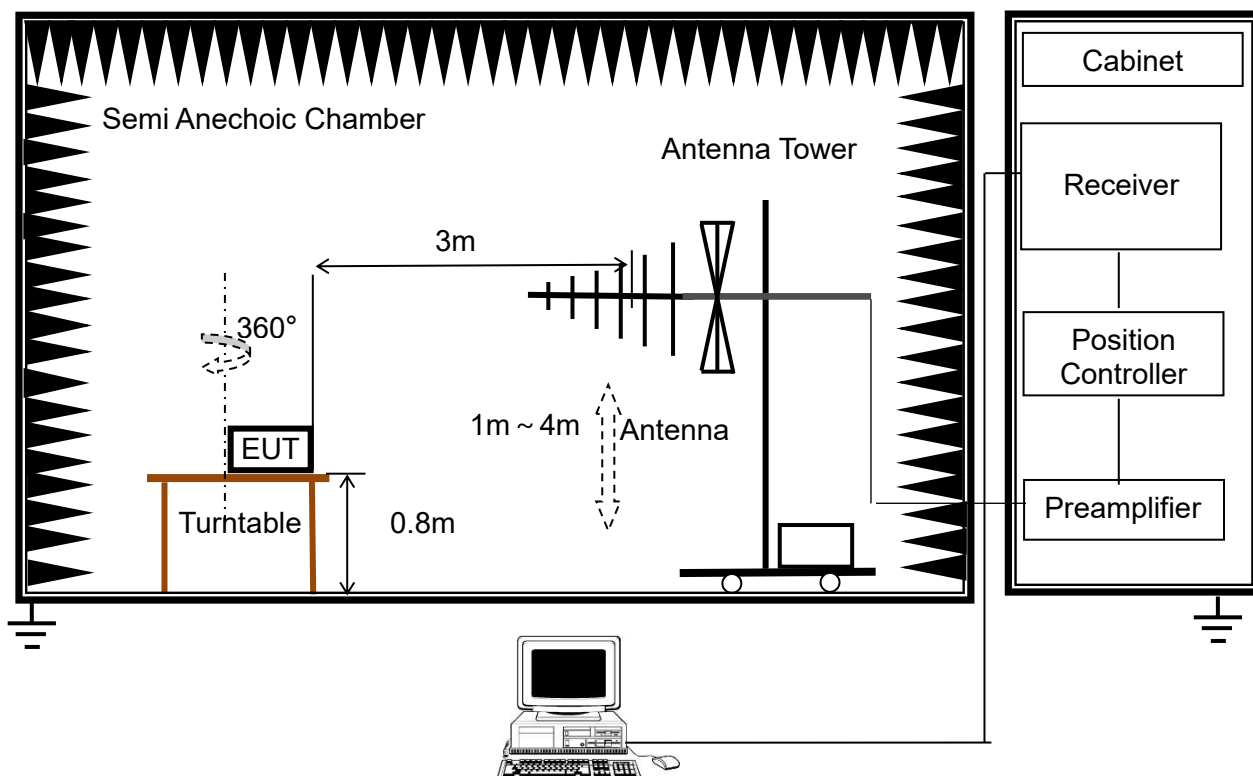 Cabinet
Semi Anechoic Chamber
Antenna Tower
Receiver
3m
360°
Position
Controller
1m ~ 4m
Antenna
EUT
Turntable
0.8m
Preamplifier